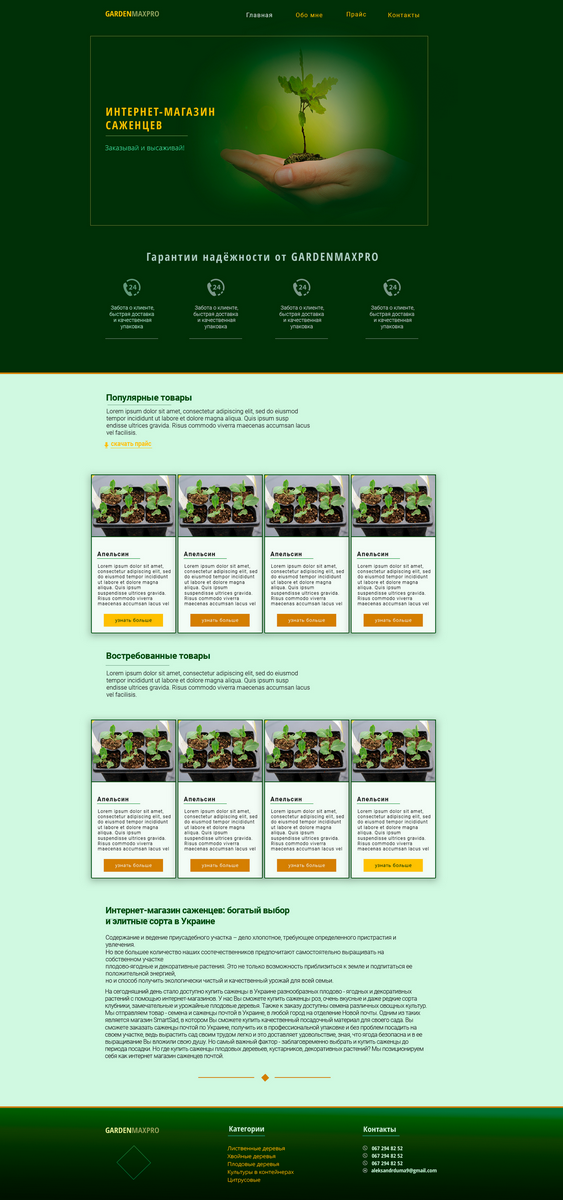 GARDENMAXPRO
Главная
Обо мне
Прайс
Контакты
ИНТЕРНЕТ-МАГАЗИН
САЖЕНЦЕВ
Заказывай и высаживай!
Гарантии надёжности от GARDENMAXPRO
24
24
24
24
Забота о клиенте,
быстрая доставка
и качественная
упаковка
Забота о клиенте,
быстрая доставка
и качественная
упаковка
Забота о клиенте,
быстрая доставка
и качественная
упаковка
Забота о клиенте,
быстрая доставка
и качественная
упаковка
Популярные товары
Lorem ipsum dolor sit amet, consectetur adipiscing elit, sed do eiusmod
tempor incididunt ut labore et dolore magna aliqua. Quis ipsum susp
endisse ultrices gravida. Risus commodo viverra maecenas accumsan lacus
vel facilisis.
скачать прайс
Апельсин
Lorem ipsum dolor sit amet,
consectetur adipiscing elit, sed
do eiusmod tempor incididunt
ut labore et dolore magna
aliqua. Quis ipsum
suspendisse ultrices gravida.
Risus commodo viverra
maecenas accumsan lacus vel
узнать больше
Апельсин
Lorem ipsum dolor sit amet,
consectetur adipiscing elit, sed
do eiusmod tempor incididunt
ut labore et dolore magna
aliqua. Quis ipsum
suspendisse ultrices gravida.
Risus commodo viverra
maecenas accumsan lacus vel
узнать больше
Апельсин
Lorem ipsum dolor sit amet,
consectetur adipiscing elit, sed
do eiusmod tempor incididunt
ut labore et dolore magna
aliqua. Quis ipsum
suspendisse ultrices gravida.
Risus commodo viverra
maecenas accumsan lacus vel
узнать больше
Апельсин
Lorem ipsum dolor sit amet,
consectetur adipiscing elit, sed
do eiusmod tempor incididunt
ut labore et dolore magna
aliqua. Quis ipsum
suspendisse ultrices gravida.
Risus commodo viverra
maecenas accumsan lacus vel
узнать больше
Востребованные товары
Lorem ipsum dolor sit amet, consectetur adipiscing elit, sed do eiusmod
tempor incididunt ut labore et dolore magna aliqua. Quis ipsum susp
endisse ultrices gravida. Risus commodo viverra maecenas accumsan lacus
vel facilisis.
Апельсин
Lorem ipsum dolor sit amet,
consectetur adipiscing elit, sed
do eiusmod tempor incididunt
ut labore et dolore magna
aliqua. Quis ipsum
suspendisse ultrices gravida.
Risus commodo viverra
maecenas accumsan lacus vel
узнать больше
Апельсин
Lorem ipsum dolor sit amet,
consectetur adipiscing elit, sed
do eiusmod tempor incididunt
ut labore et dolore magna
aliqua. Quis ipsum
suspendisse ultrices gravida.
Risus commodo viverra
maecenas accumsan lacus vel
узнать больше
Апельсин
Lorem ipsum dolor sit amet,
consectetur adipiscing elit, sed
do eiusmod tempor incididunt
ut labore et dolore magna
aliqua. Quis ipsum
suspendisse ultrices gravida.
Risus commodo viverra
maecenas accumsan lacus vel
узнать больше
Апельсин
Lorem ipsum dolor sit amet,
consectetur adipiscing elit, sed
do eiusmod tempor incididunt
ut labore et dolore magna
aliqua. Quis ipsum
suspendisse ultrices gravida.
Risus commodo viverra
maecenas accumsan lacus vel
узнать больше
Интернет-магазин саженцев: богатый выбор
и элитные сорта в Украине
Содержание и ведение приусадебного участка – дело хлопотное, требующее определенного пристрастия и
увлечения.
Но все большее количество наших соотечественников предпочитают самостоятельно выращивать на
собственном участке
плодово-ягодные и декоративные растения. Это не только возможность приблизиться к земле и подпитаться ее
положительной энергией,
но и способ получить экологически чистый и качественный урожай для всей семьи.
На сегодняшний день стало доступно купить саженцы в Украине разнообразных плодово - ягодных и декоративных
растений с помощью интернет-магазинов. У нас Вы сможете купить саженцы роз, очень вкусные и даже редкие сорта
клубники, замечательные и урожайные плодовые деревья. Также к заказу доступны семена различных овощных культур.
Мы отправляем товар - семена и саженцы почтой в Украине, в любой город на отделение Новой почты. Одним из таких
является магазин SmartSad, в котором Вы сможете купить качественный посадочный материал для своего сада. Вы
сможете заказать саженцы почтой по Украине, получить их в профессиональной упаковке и без проблем посадить на
своем участке, ведь вырастить сад своим трудом легко и это доставляет удовольствие, зная, что ягода безопасна и в ее
выращивание Вы вложили свою душу. Но самый важный фактор - заблаговременно выбрать и купить саженцы до
периода посадки. Но где купить саженцы плодовых деревьев, кустарников, декоративных растений? Мы позиционируем
себя как интернет магазин саженцев почтой.
GARDENMAXPRO
Категории
Лиственные деревья
Хвойные деревья
Плодовые деревья
Культуры в контейнерах
Цитрусовые
Контакты
067 294 82 52
067 294 82 52
067 294 82 52
aleksandrduma9@gmail.com